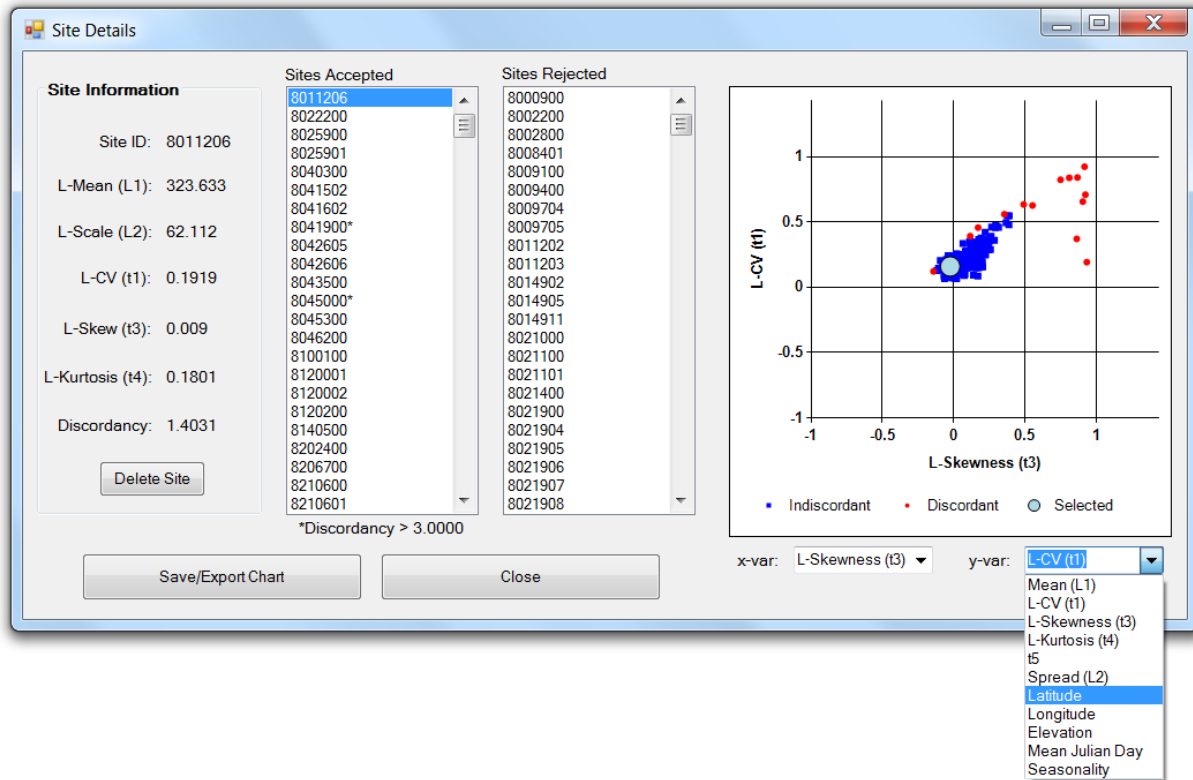 Site Details
Site Information
Site ID: 8011206
L-Mean (L1): 323.633
L-Scale (L2): 62.112
L-CV (t1): 0.1919
L-Skew (t3): 0.009
L-Kurtosis (t4): 0.1801
Discordancy: 1.4031
Delete Site
Sites Accepted
8011206
8022200
8025900
8025901
8040300
8041502
8041602
8041900*
8042605
8042606
8043500
8045000*
8045300
8046200
8100100
8120001
8120002
8120200
8140500
8202400
8206700
8210600
8210601
*Discordancy > 3.0000
Sites Rejected
8000900
8002200
8002800
8008401
8009100
8009400
8009704
8009705
8011202
8011203
8014902
8014905
8014911
8021000
8021100
8021101
8021400
8021900
8021904
8021905
8021906
8021907
8021908
L-CV (t1)
1
0.5
0
-0.5
-1
-1 -0.5 0 0.5 1
L-Skewness (t3)
Indiscordant Discordant Selected
x-var: L-Skewness (t3) y-var: L-CV (t1)
Mean (L1)
L-CV (t1)
L-Skewness (t3)
L-Kurtosis (t4)
t5
Spread (L2)
Latitude
Longitude
Elevation
Mean Julian Day
Seasonality
Save/Export Chart
Close